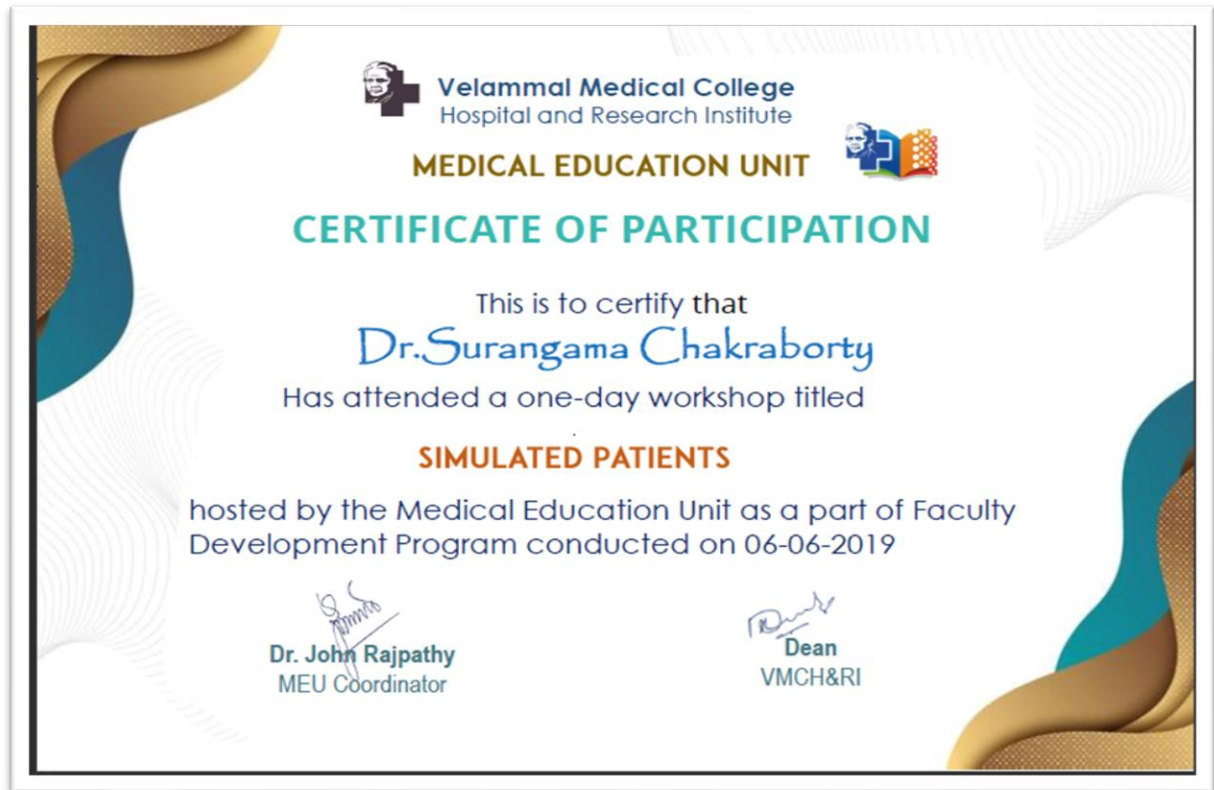 Velammal Medical College
Hospital and Research Institute
MEDICAL EDUCATION UNIT
CERTIFICATE OF PARTICIPATION
This is to certify that
Dr.Surangama Chakraborty
Has attended a one-day workshop titled
SIMULATED PATIENTS
hosted by the Medical Education Unit as a part of Faculty
Development Program conducted on 06-06-2019
Dr. John Rajpathy
MEU Coordinator
Dean
VMCH&RI